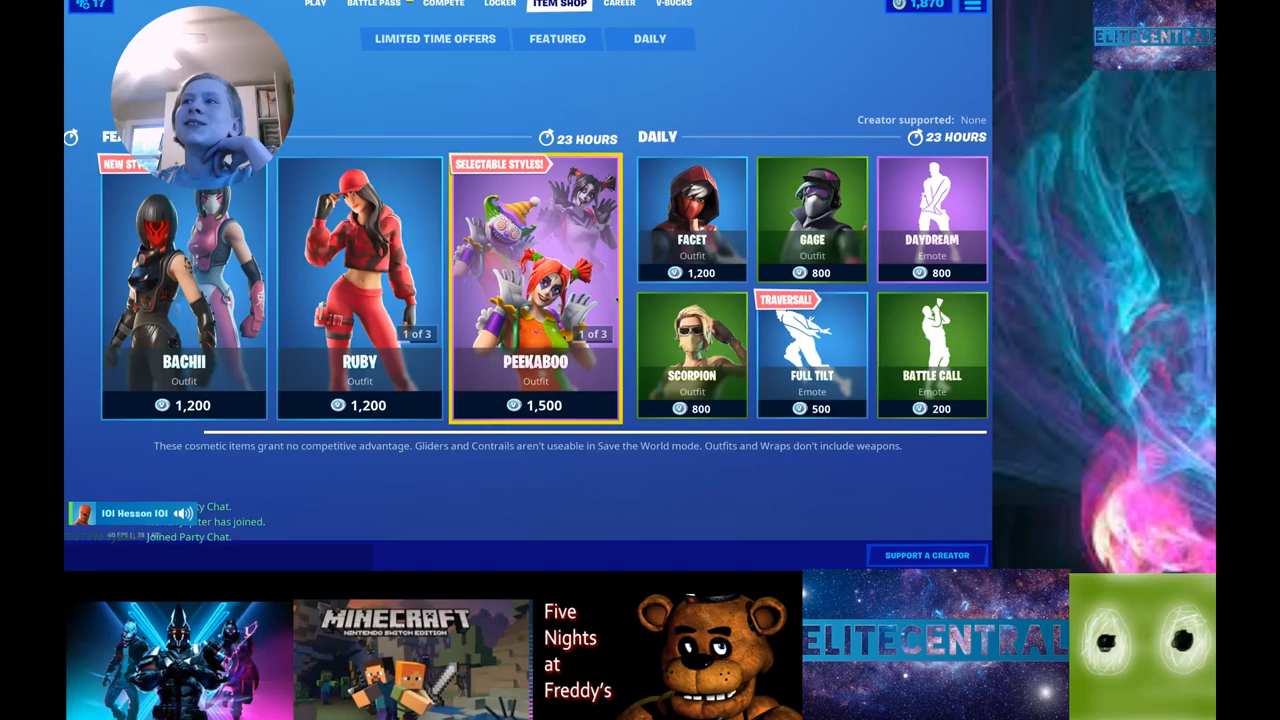 17
PLAY BATTLE PASS COMPETE LOCKER ITEM SHOP CAREER V-BUCKS
1,870
ELITECENTRAL
LIMITED TIME OFFERS FEATURED DAILY
Creator supported: None
23 HOURS
DAILY
23 HOURS
SELECTABLE STYLES!
BACHII
Outfit
1,200
1 of 3
RUBY
Outfit
1,200
1 of 3
PEEKABOO
Outfit
1,500
FACET
Outfit
1,200
GAGE
Outfit
800
DAYDREAM
Emote
800
SCORPION
Outfit
800
TRAVERSAL!
FULL TILT
Emote
500
BATTLE CALL
Emote
200
These cosmetic items grant no competitive advantage. Gliders and Contrails aren't useable in Save the World mode. Outfits and Wraps don't include weapons.
IOI Hesson IOI
Chat.
has joined.
Joined Party Chat.
SUPPORT A CREATOR
MINECRAFT
NINTENDO SWITCH EDITION
Five
Nights
at
Freddy's
ELITECENTRAL